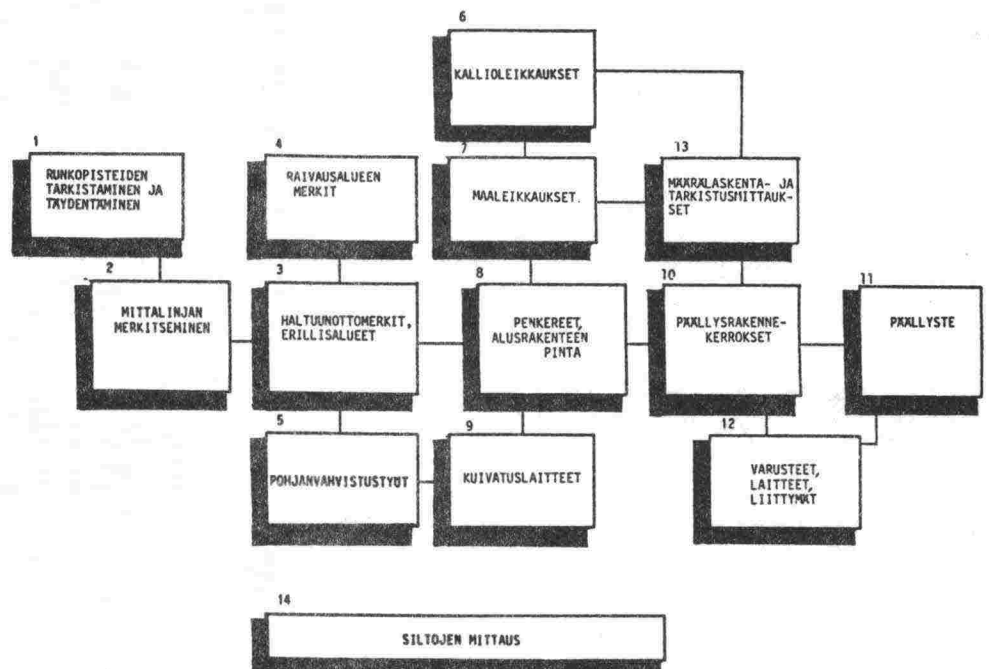 6
KALLIOLEIKKAUKSET
1
RUNKOPISTEIDEN
TARKISTAMINEN JA
TÄYDENTÄMINEN
4
RAIVAUSALUEEN
MERKIT
7
MAALEIKKAUKSET.
13
MÄÄRÄLASKENTA- JA
TARKISTUSMITTAUK-
SET
2
MITTALINJAN
MERKITSEMINEN
3
HALTUUNOTTOMERKIT,
ERILLISALUEET
8
PENKEREET,
ALUSRAKENTEEN
PINTA
10
PÄÄLLYSRAKENNE-
KERROKSET
11
PÄÄLLYSTE
5
POHJANVAHVISTUSTYÖT
9
KUIVATUSLAITTEET
12
VARUSTEET,
LAITTEET,
LIITTYMÄT
14
SILTOJEN MITTAUS